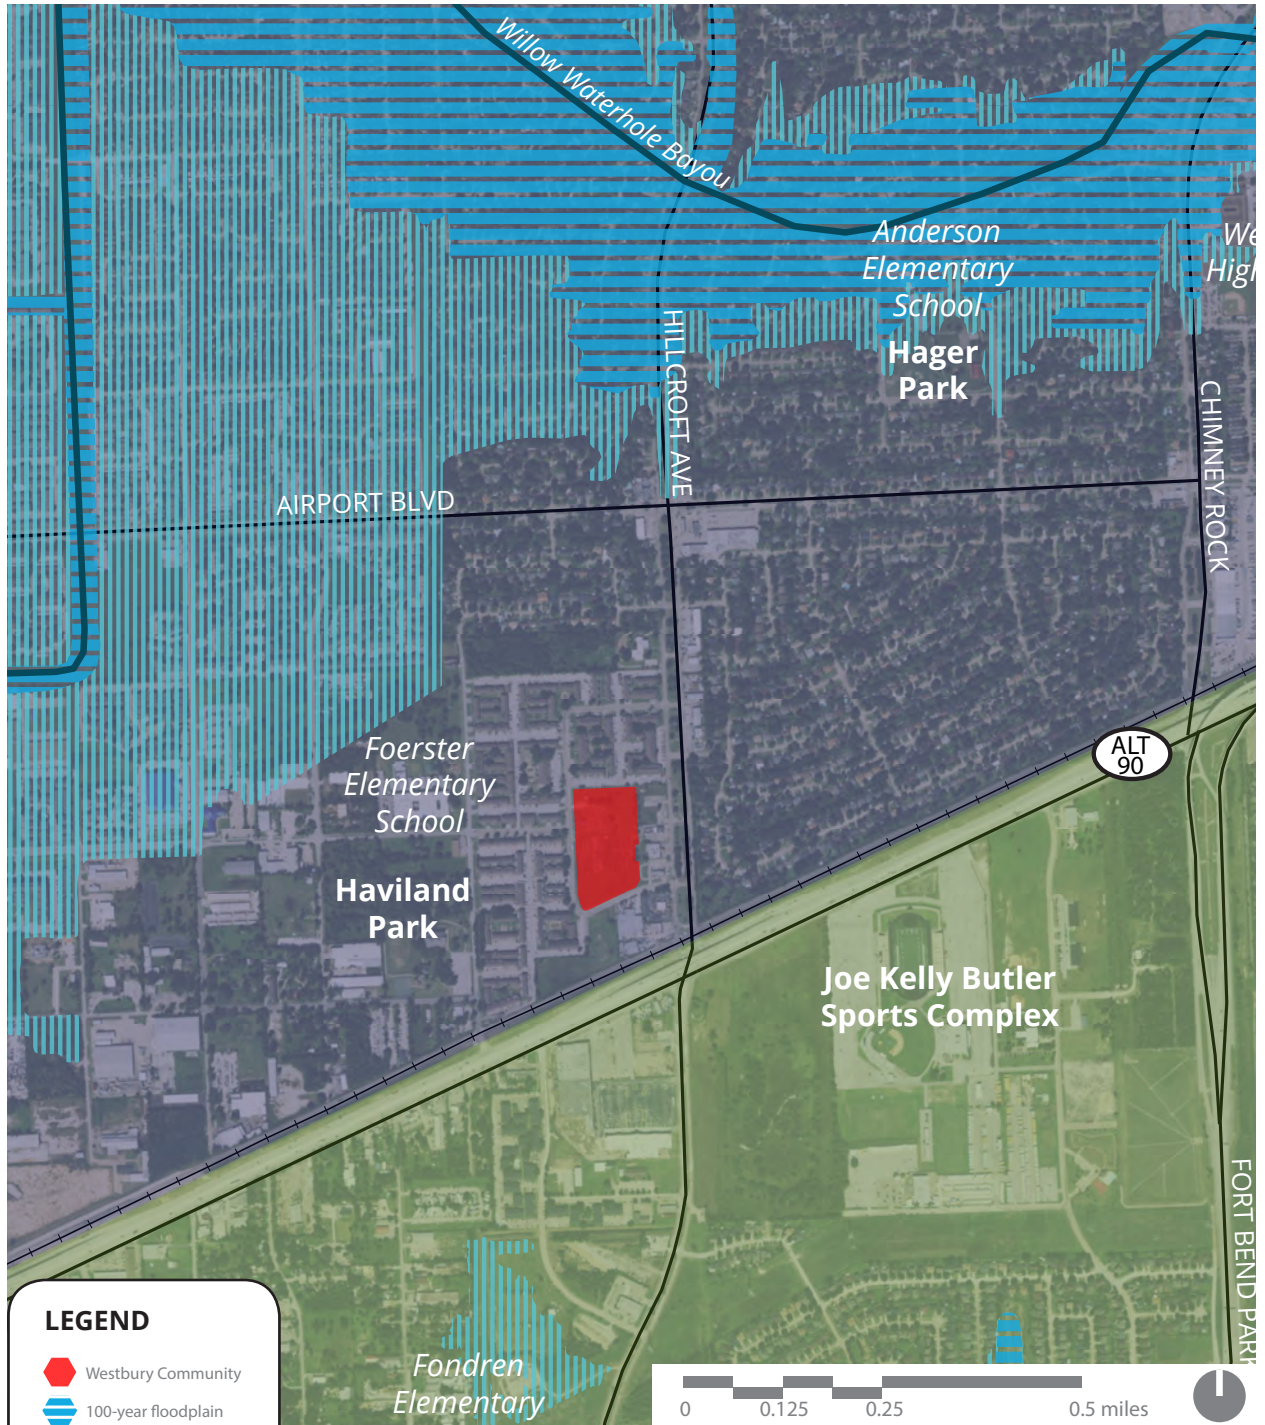 Willow Waterhole Bayou
Anderson
Elementary
School
We
High
Hager
Park
HILLCROFT AVE
CHIMNEY ROCK
AIRPORT BLVD
ALT
90
Foerster
Elementary
School
Haviland
Park
Joe Kelly Butler
Sports Complex
FORT BEND PARK
LEGEND
Westbury Community
100-year floodplain
Fondren
Elementary
0 0.125 0.25 0.5 miles